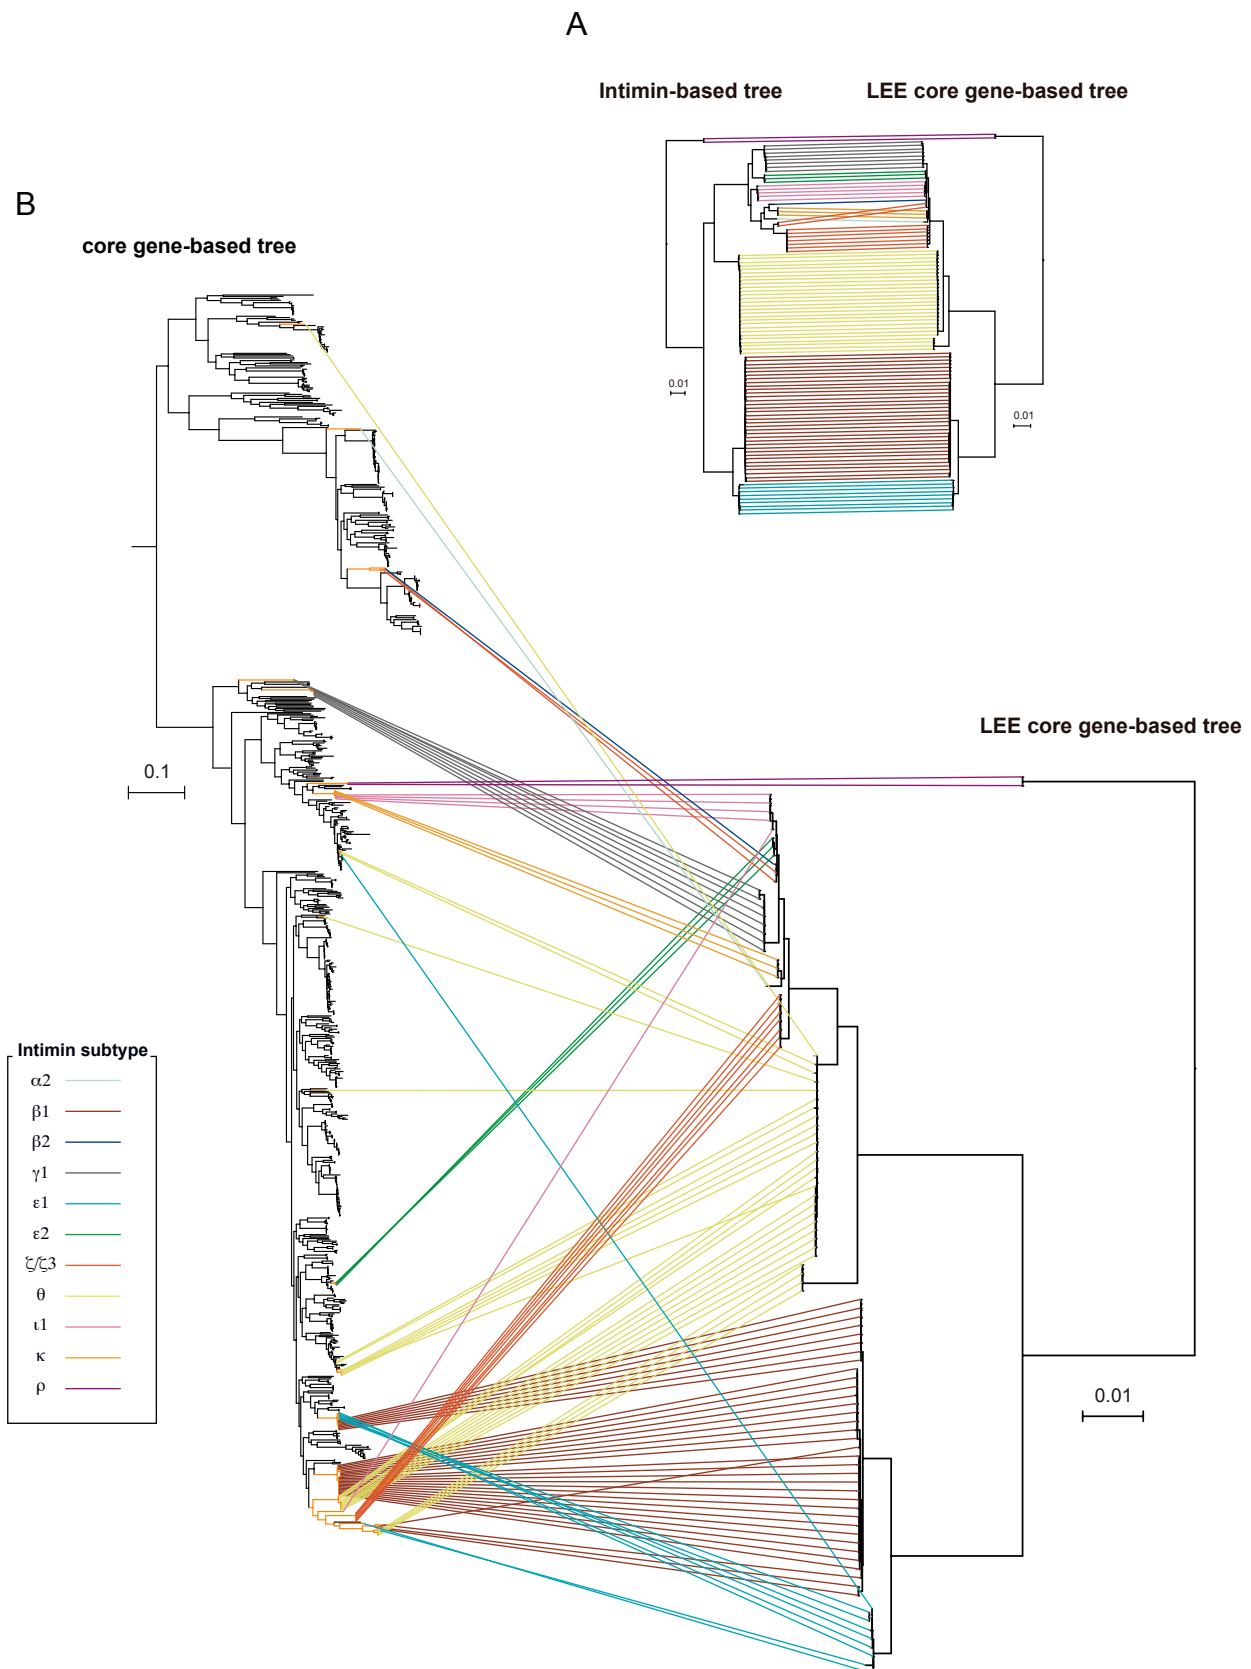 A
Intimin-based tree
LEE core gene-based tree
0.01
0.01
B
core gene-based tree
0.1
LEE core gene-based tree
0.01
Intimin subtype
α2
β1
β2
γ1
ε1
ε2
ζ/ζ3
θ
ι1
κ
ρ